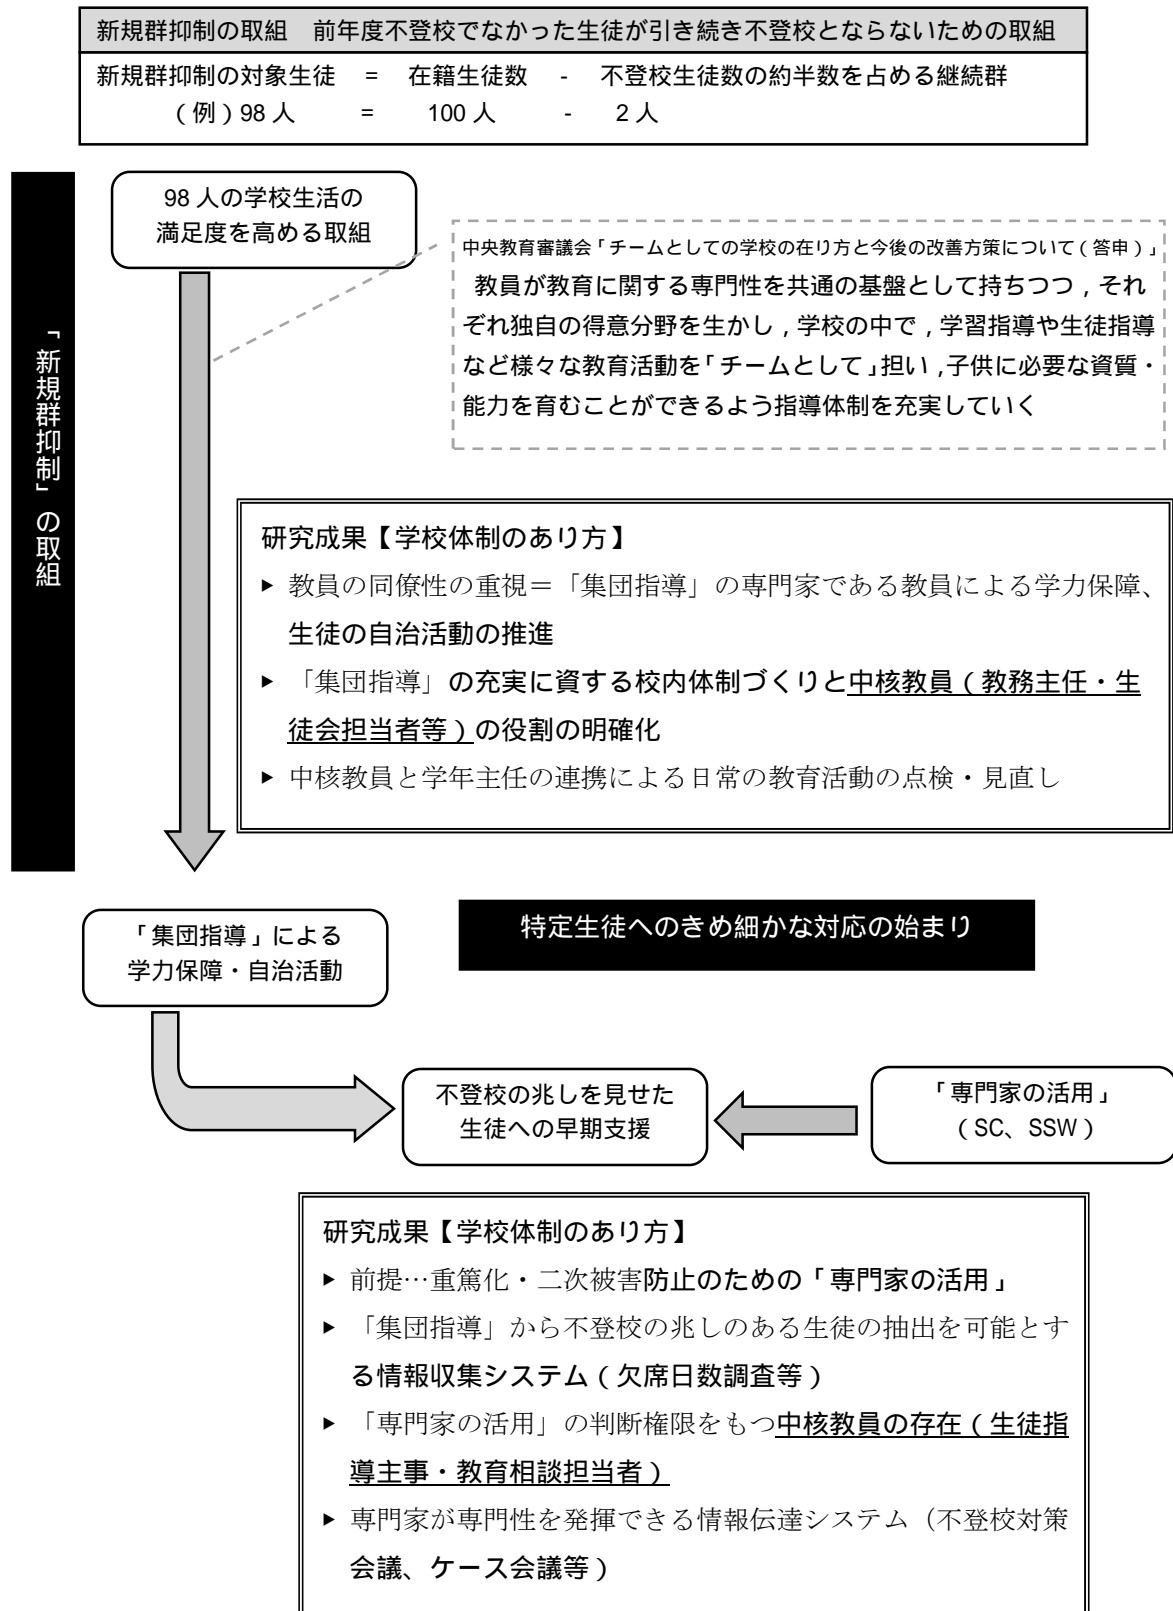 新規群抑制の取組　前年度不登校でなかった生徒が引き続き不登校とならないための取組
新規群抑制の対象生徒　=　在籍生徒数　-　不登校生徒数の約半数を占める継続群
（例）98人　=　100人　-　2人
「新規群抑制」の取組
98人の学校生活の
満足度を高める取組
中央教育審議会「チームとしての学校の在り方と今後の改善方策について（答申）」
教員が教育に関する専門性を共通の基盤として持ちつつ，それ
ぞれ独自の得意分野を生かし，学校の中で，学習指導や生徒指導
など様々な教育活動を「チームとして」担い，子供に必要な資質・
能力を育むことができるよう指導体制を充実していく
研究成果【学校体制のあり方】
▶ 教員の同僚性の重視＝「集団指導」の専門家である教員による学力保障、
生徒の自治活動の推進
▶ 「集団指導」の充実に資する校内体制づくりと中核教員（教務主任・生
徒会担当者等）の役割の明確化
▶ 中核教員と学年主任の連携による日常の教育活動の点検・見直し
「集団指導」による
学力保障・自治活動
特定生徒へのきめ細かな対応の始まり
不登校の兆しを見せた
生徒への早期支援
「専門家の活用」
（SC、SSW）
研究成果【学校体制のあり方】
▶ 前提…重篤化・二次被害防止のための「専門家の活用」
▶ 「集団指導」から不登校の兆しのある生徒の抽出を可能とす
る情報収集システム（欠席日数調査等）
▶ 「専門家の活用」の判断権限をもつ中核教員の存在（生徒指
導主事・教育相談担当者）
▶ 専門家が専門性を発揮できる情報伝達システム（不登校対策
会議、ケース会議等）